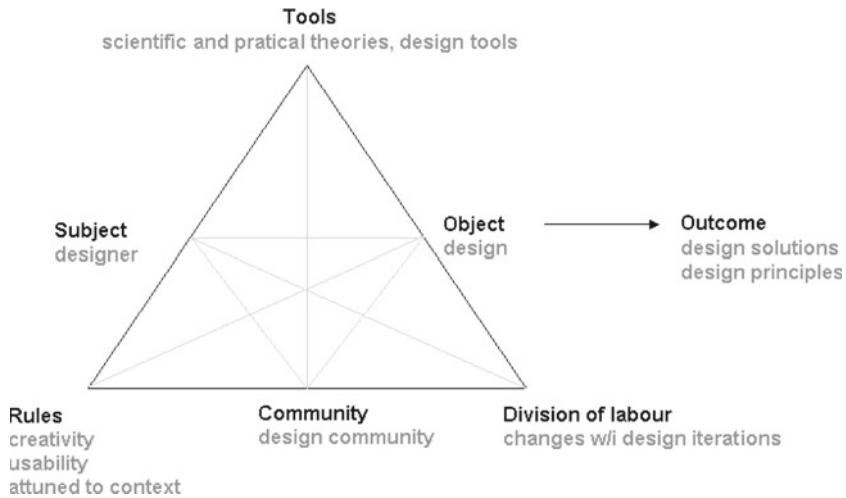 Tools
scientific and pratical theories, design tools
Subject
designer
Object
design
Outcome
design solutions
design principles
Rules
creativity
usability
attuned to context
Community
design community
Division of labour
changes w/i design iterations